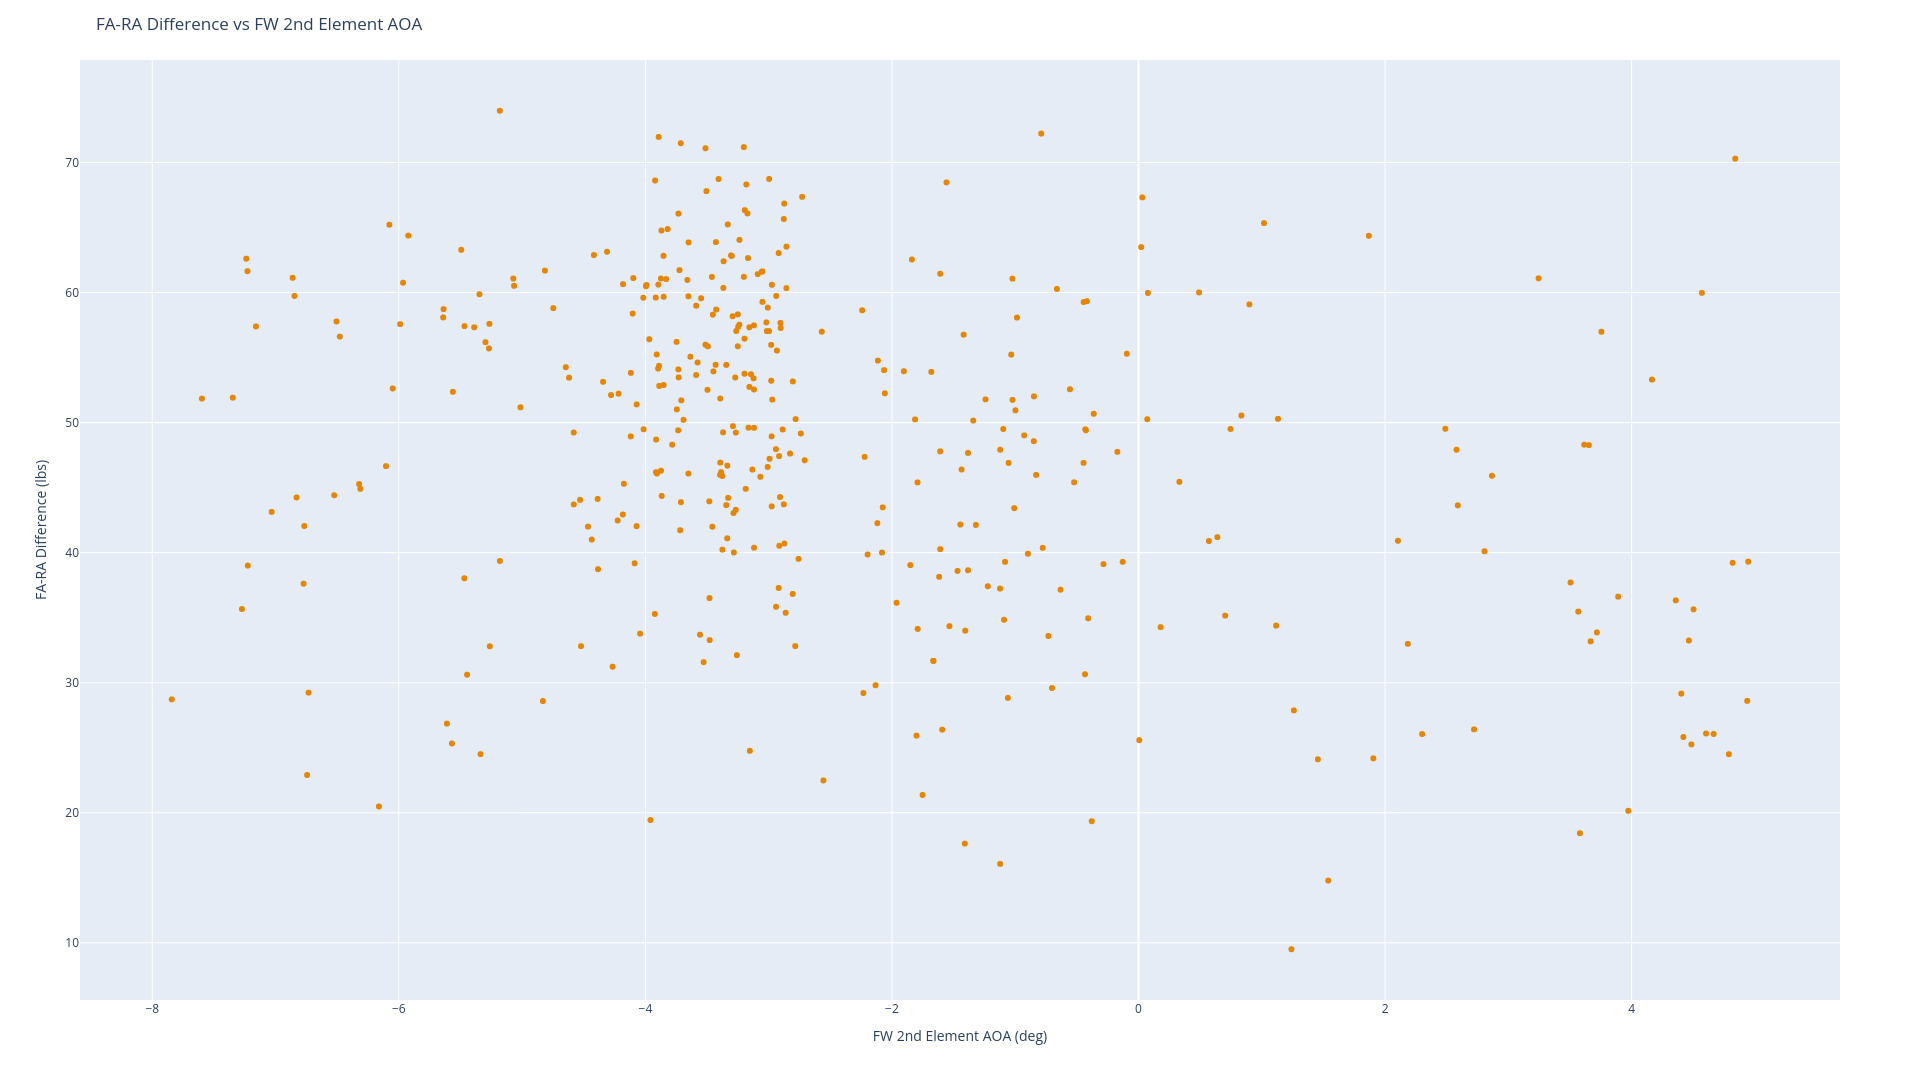 FA-RA Difference vs FW 2nd Element AOA
70
60
50
40
30
20
10
FA-RA Difference (lbs)
−8 −6 −4 −2 0 2 4
FW 2nd Element AOA (deg)